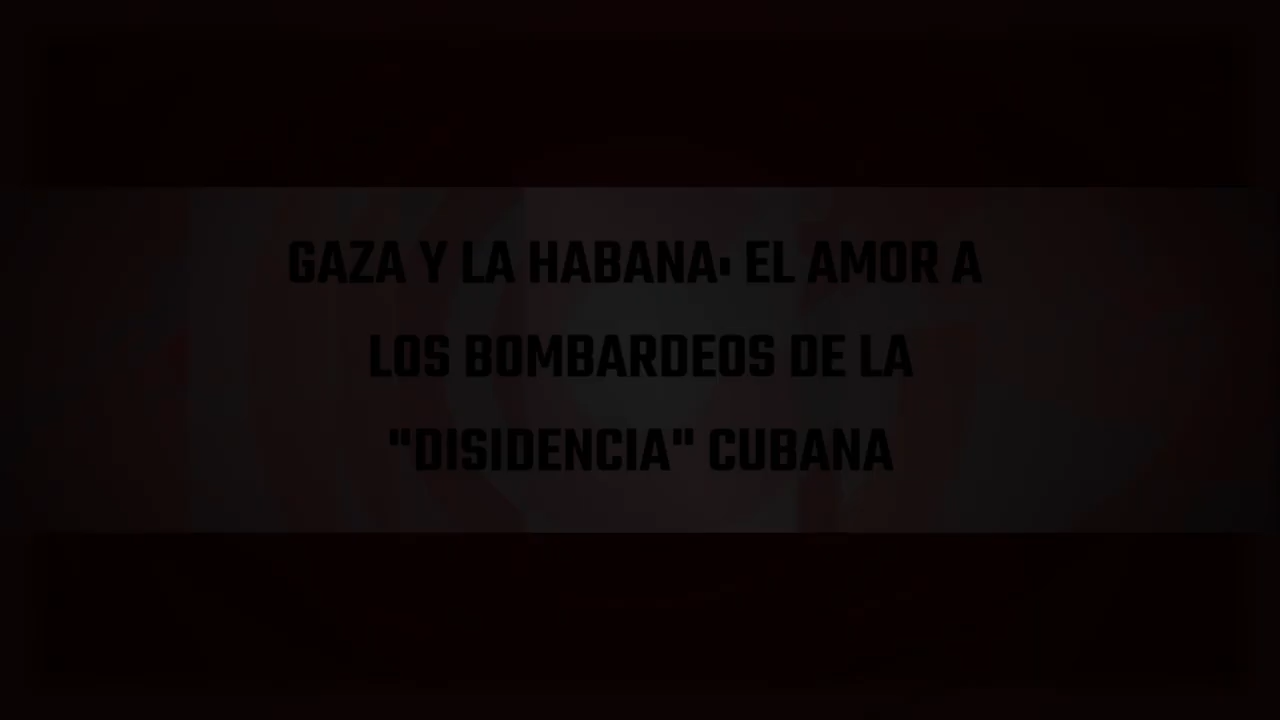 GAZA Y LA HABANA: EL AMOR A
LOS BOMBARDEOS DE LA
"DISIDENCIA" CUBANA